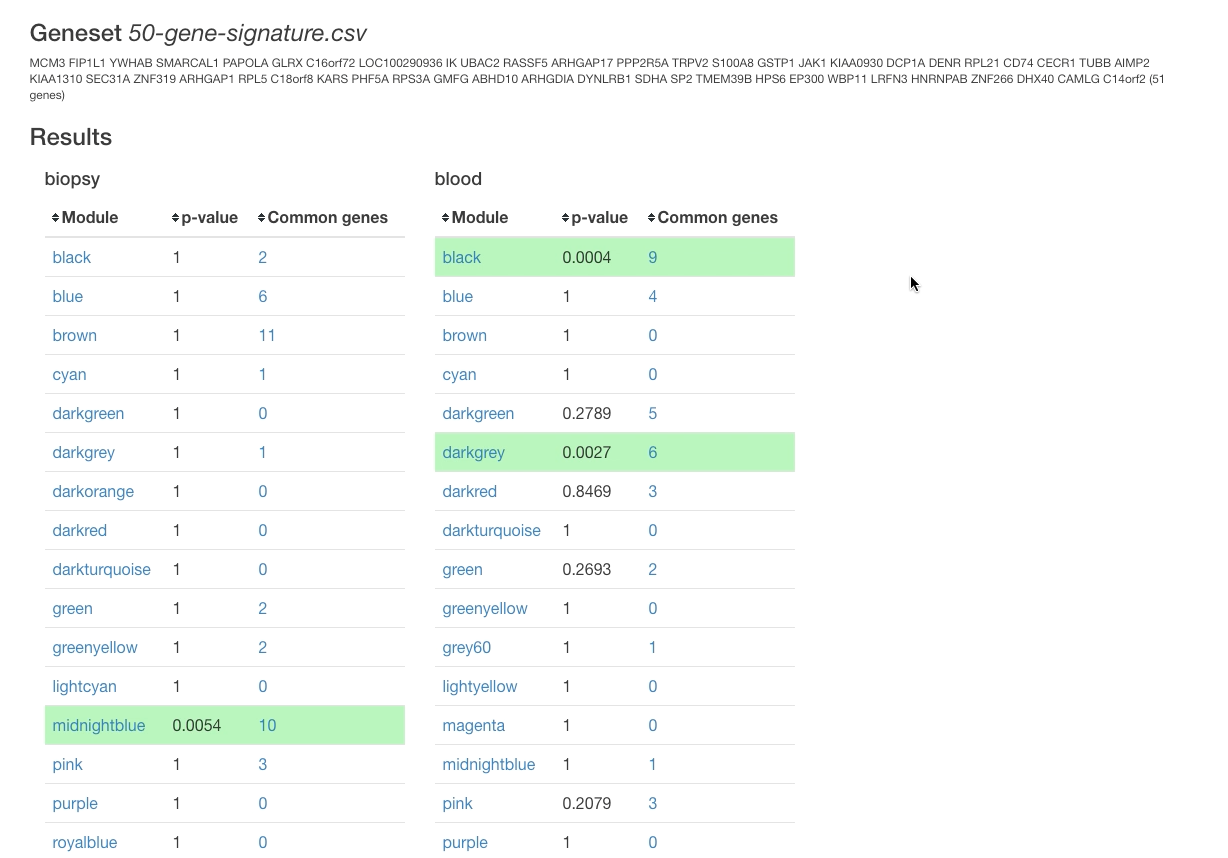 Geneset 50-gene-signature.csv
MCM3 FIP1L1 YWHAB SMARCAL1 PAPOLA GLRX C16orf72 LOC100290936 IK UBAC2 RASSF5 ARHGAP17 PPP2R5A TRPV2 S100A8 GSTP1 JAK1 KIAA0930 DCP1A DENR RPL21 CD74 CECR1 TUBB AIMP2
KIAA1310 SEC31A ZNF319 ARHGAP1 RPL5 C18orf8 KARS PHF5A RPS3A GMFG ABHD10 ARHGDIA DYNLRB1 SDHA SP2 TMEM39B HPS6 EP300 WBP11 LRFN3 HNRNPAB ZNF266 DHX40 CAMLG C14orf2 (51
genes)
Results
biopsy
Module p-value Common genes
black 1 2
blue 1 6
brown 1 11
cyan 1 1
darkgreen 1 0
darkgrey 1 1
darkorange 1 0
darkred 1 0
darkturquoise 1 0
green 1 2
greenyellow 1 2
lightcyan 1 0
midnightblue 0.0054 10
pink 1 3
purple 1 0
royalblue 1 0
blood
Module p-value Common genes
black 0.0004 9
blue 1 4
brown 1 0
cyan 1 0
darkgreen 0.2789 5
darkgrey 0.0027 6
darkred 0.8469 3
darkturquoise 1 0
green 0.2693 2
greenyellow 1 0
grey60 1 1
lightyellow 1 0
magenta 1 0
midnightblue 1 1
pink 0.2079 3
purple 1 0